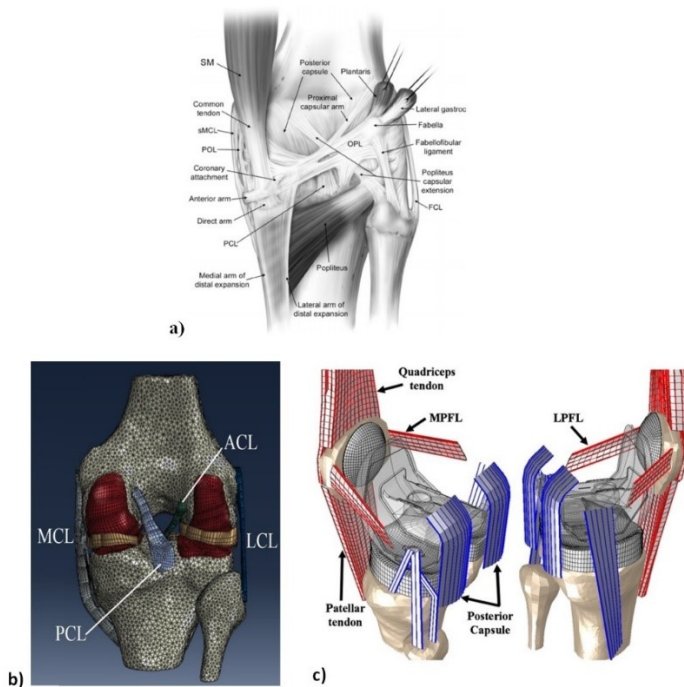 SM
Posterior
capsule
Plantaris
Proximal
capsular arm
Lateral gastroc
Common
tendon
Fabella
sMCL
OPL
Fabellofibular
ligament
POL
Coronary
attachment
Popliteus
capsular
extension
Anterior arm
FCL
Direct arm
PCL
Popliteus
Medial arm of
distal expansion
Lateral arm of
distal expansion
a)
ACL
MCL
LCL
PCL
b)
Quadriceps
tendon
MPFL
LPFL
Patellar
tendon
Posterior
Capsule
c)